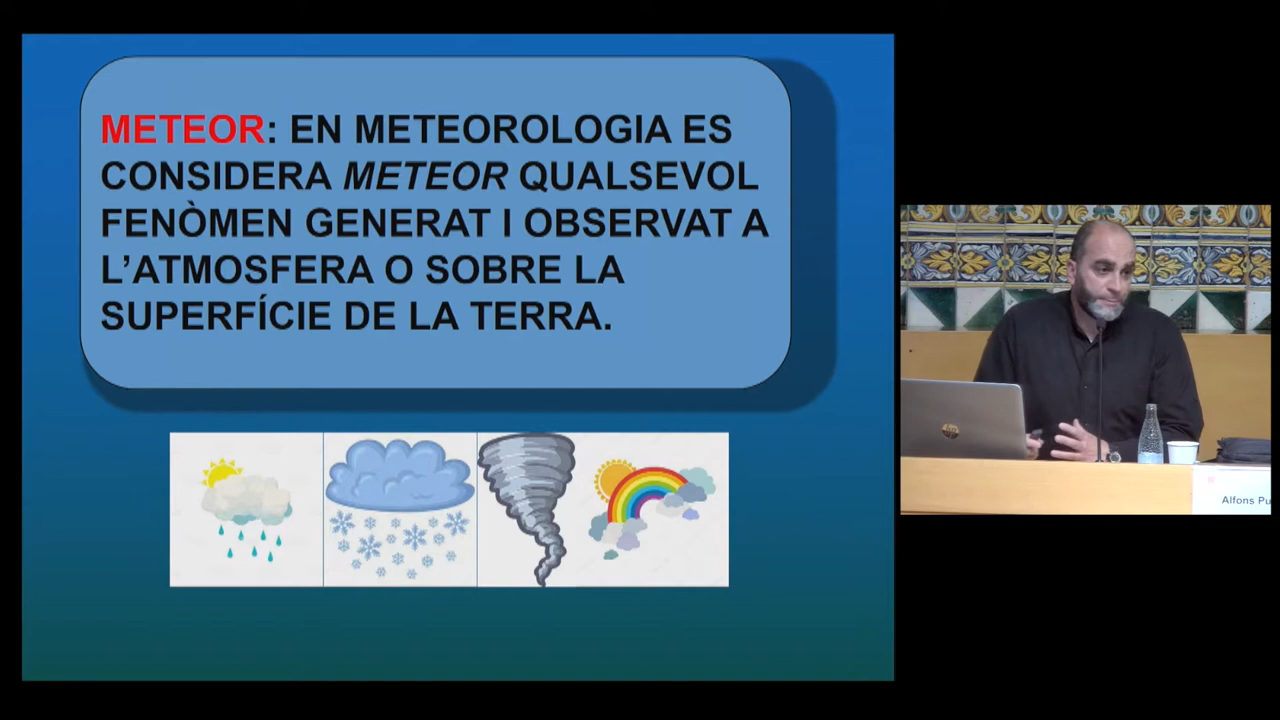 METEOR: EN METEOROLOGIA ES
CONSIDERA METEOR QUALSEVOL
FENÒMEN GENERAT I OBSERVAT A
L'ATMOSFERA O SOBRE LA
SUPERFÍCIE DE LA TERRA.
Alfons Pu